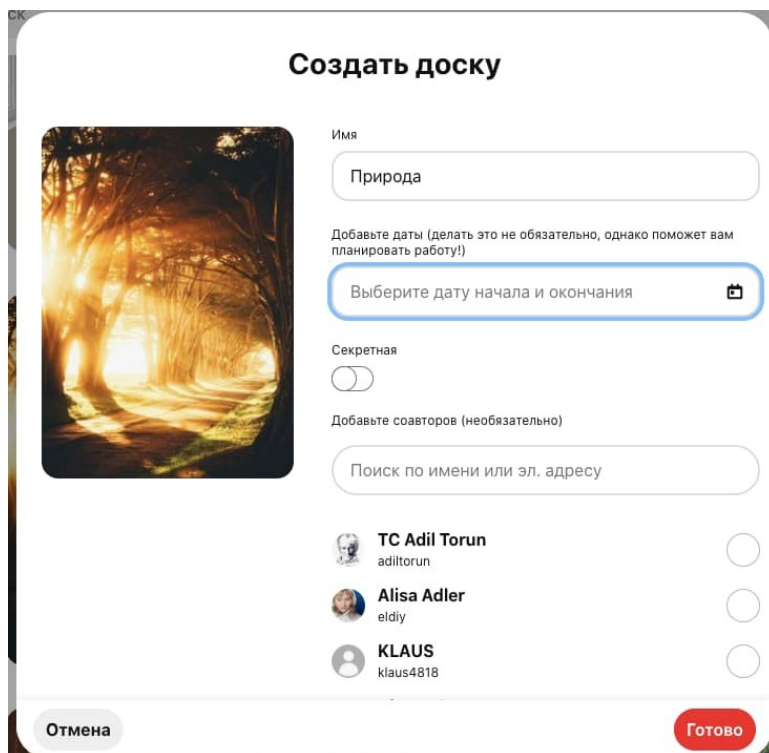 ск
Создать доску
Имя
Природа
Добавьте даты (делать это не обязательно, однако поможет вам
планировать работу!)
Выберите дату начала и окончания
Секретная
Добавьте соавторов (необязательно)
Поиск по имени или эл. адресу
TC Adil Torun
adiltorun
Alisa Adler
eldiy
KLAUS
klaus4818
Отмена
Готово